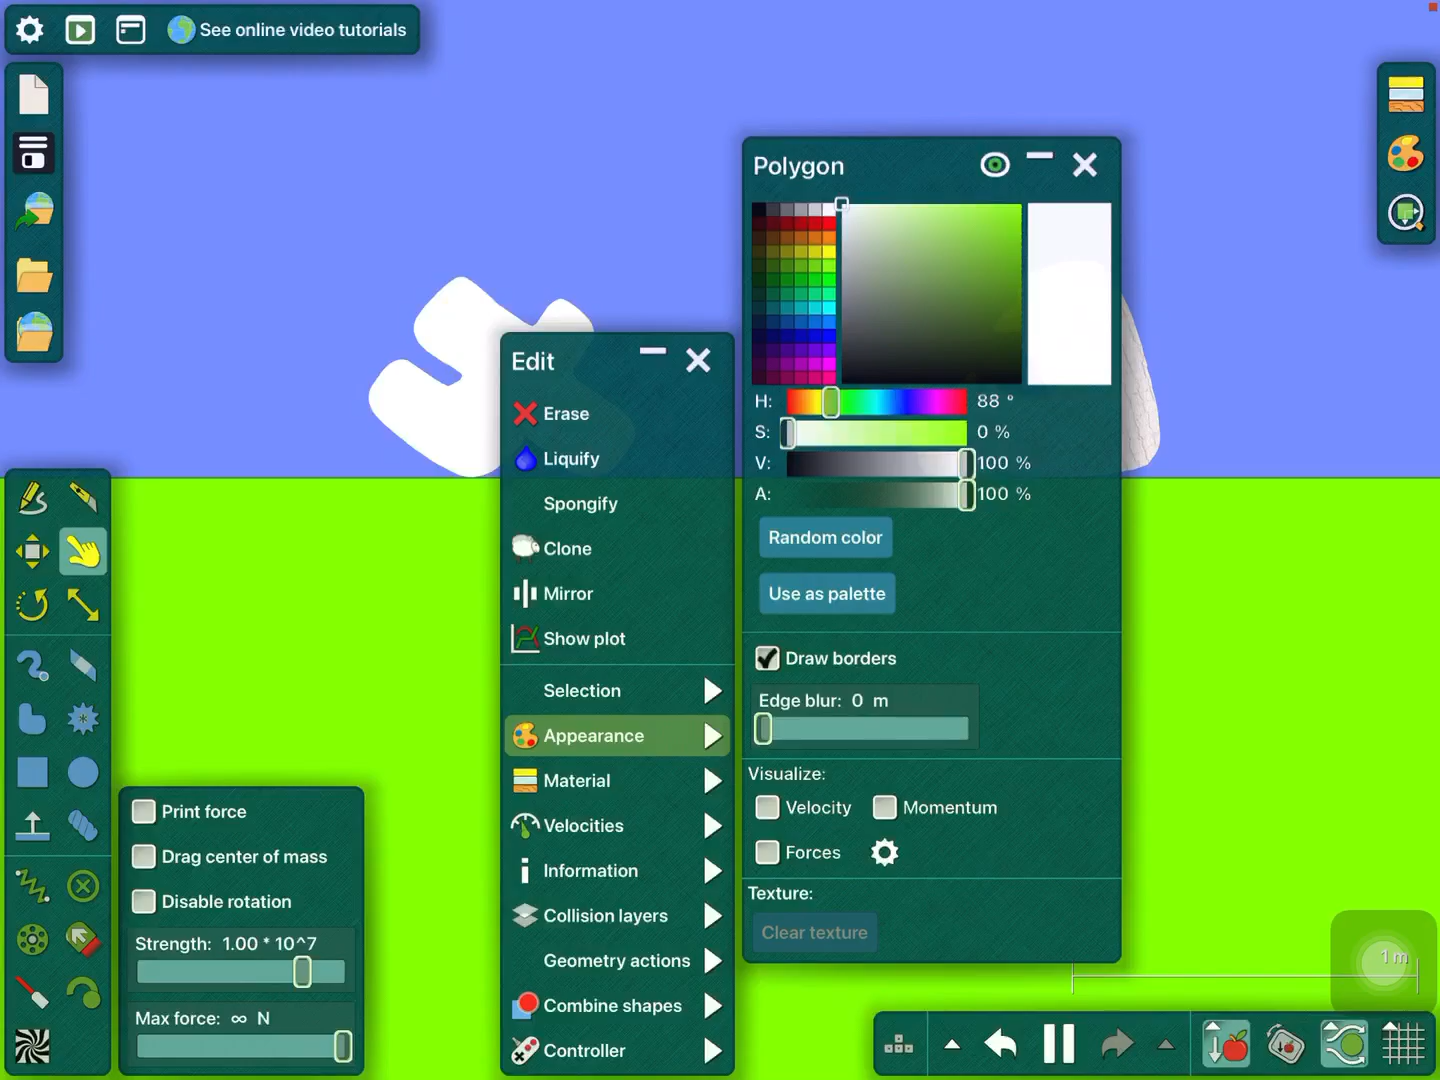 See online video tutorials
Polygon
H: 88 °
S: 0 %
V: 100 %
A: 100 %
Random color
Use as palette
Draw borders
Edge blur: 0 m
Visualize:
Velocity
Momentum
Forces
Texture:
Clear texture
Edit
Erase
Liquify
Spongify
Clone
Mirror
Show plot
Selection
Appearance
Material
Velocities
Information
Collision layers
Geometry actions
Combine shapes
Controller
Print force
Drag center of mass
Disable rotation
Strength: 1.00 * 10^7
Max force: ∞ N
1 m